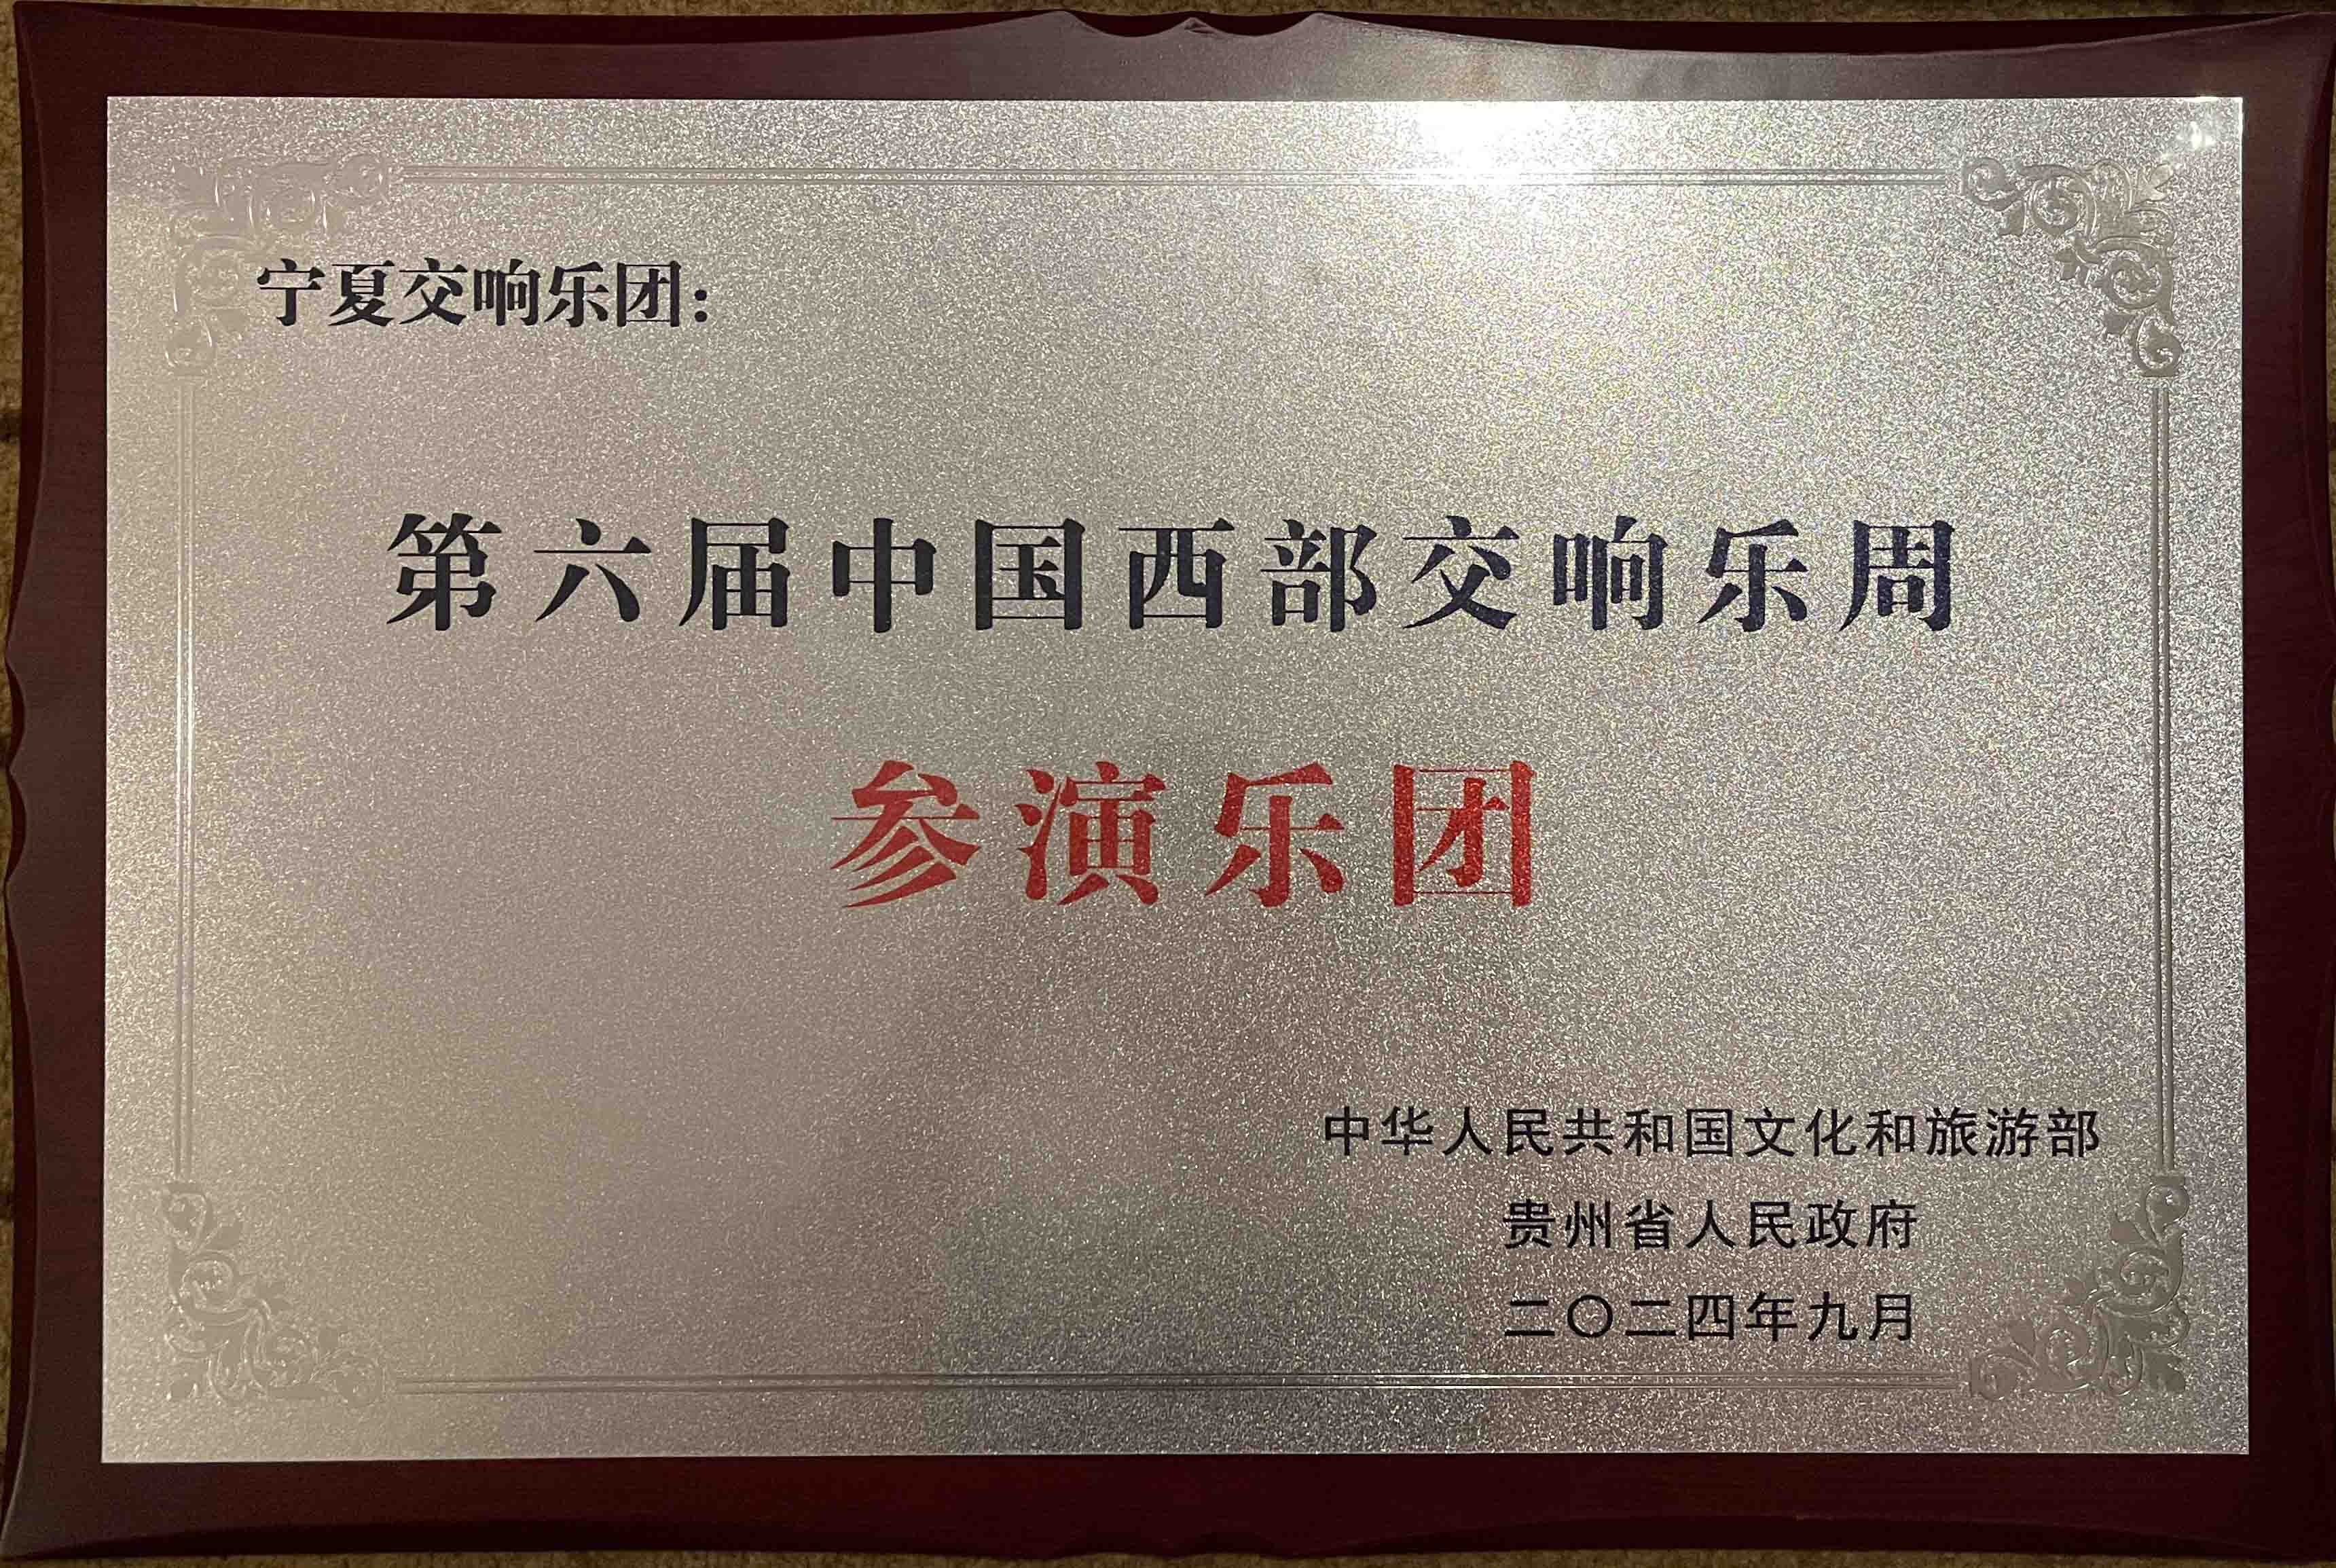 宁夏交响乐团：
第六届中国西部交响乐周
参演乐团
中华人民共和国文化和旅游部
贵州省人民政府
二〇二四年九月